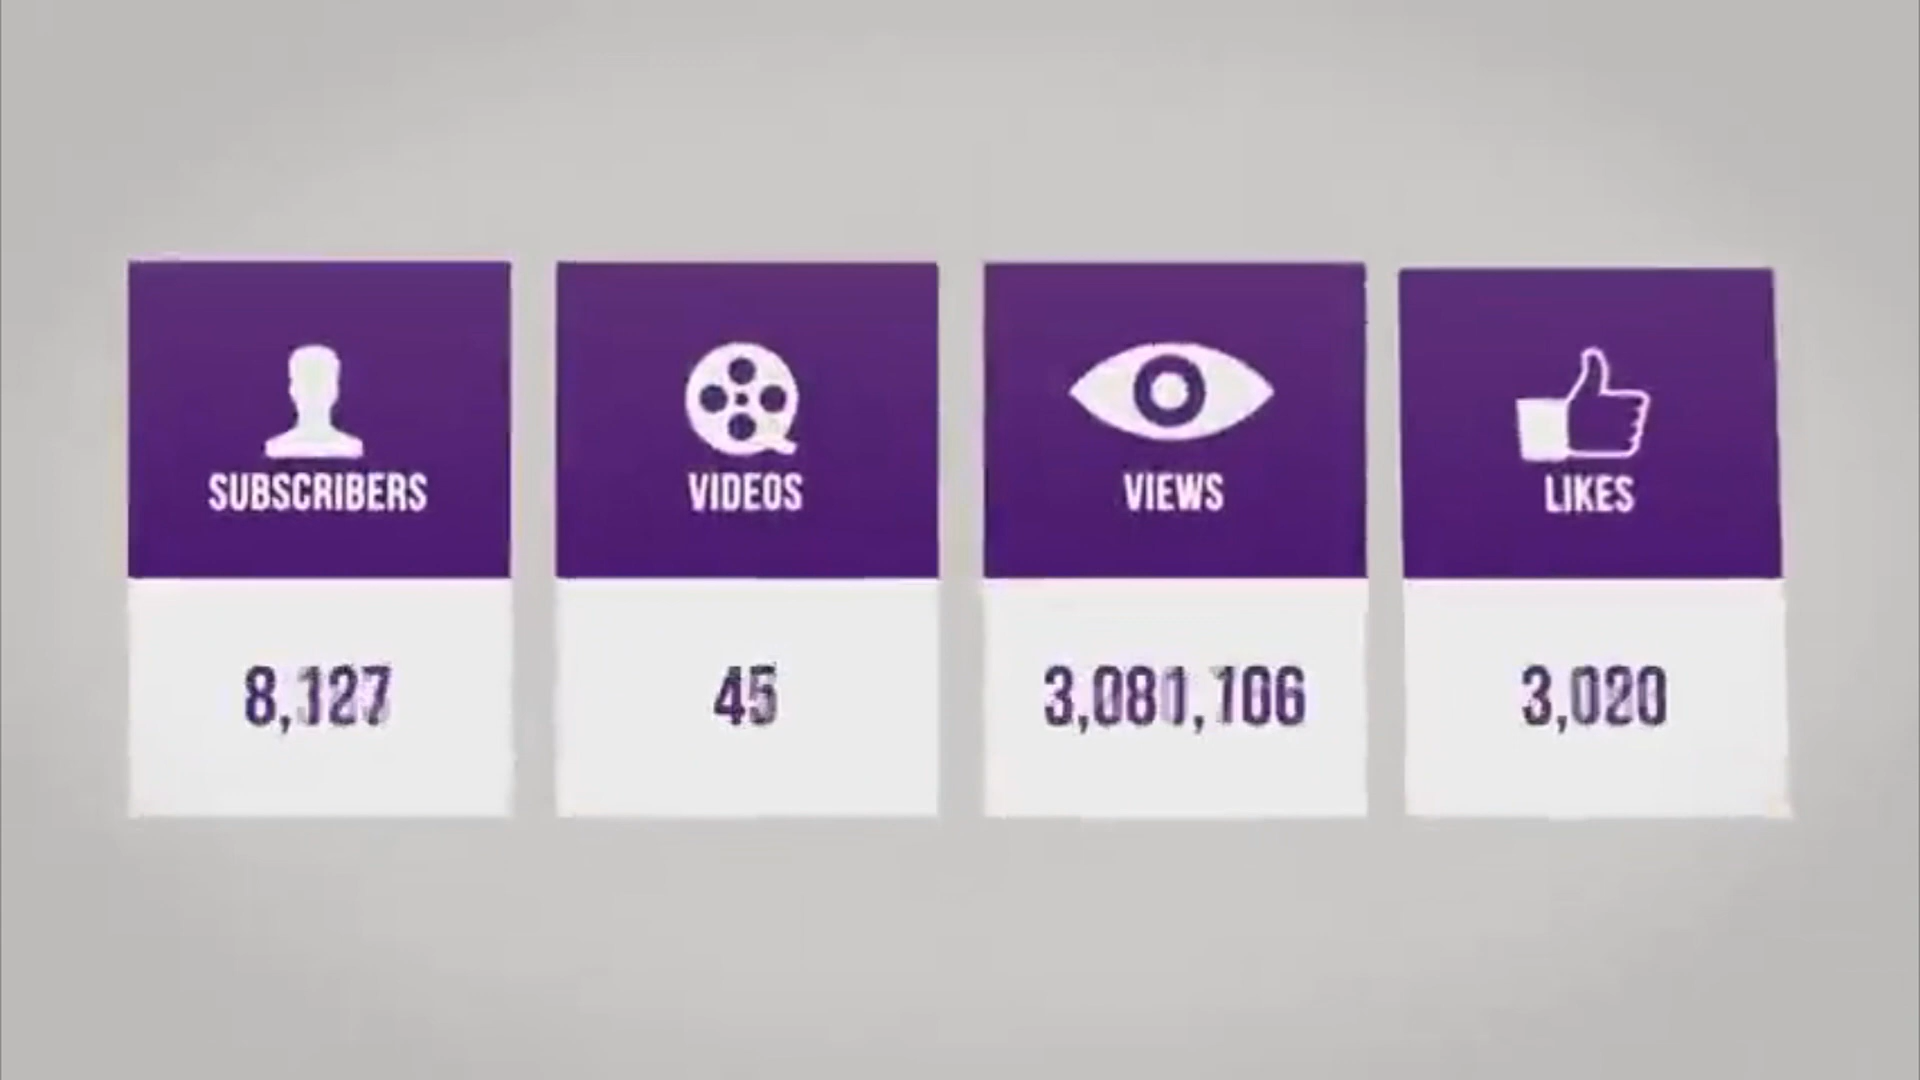 SUBSCRIBERS
VIDEOS
VIEWS
LIKES
8,127
45
3,081,106
3,020